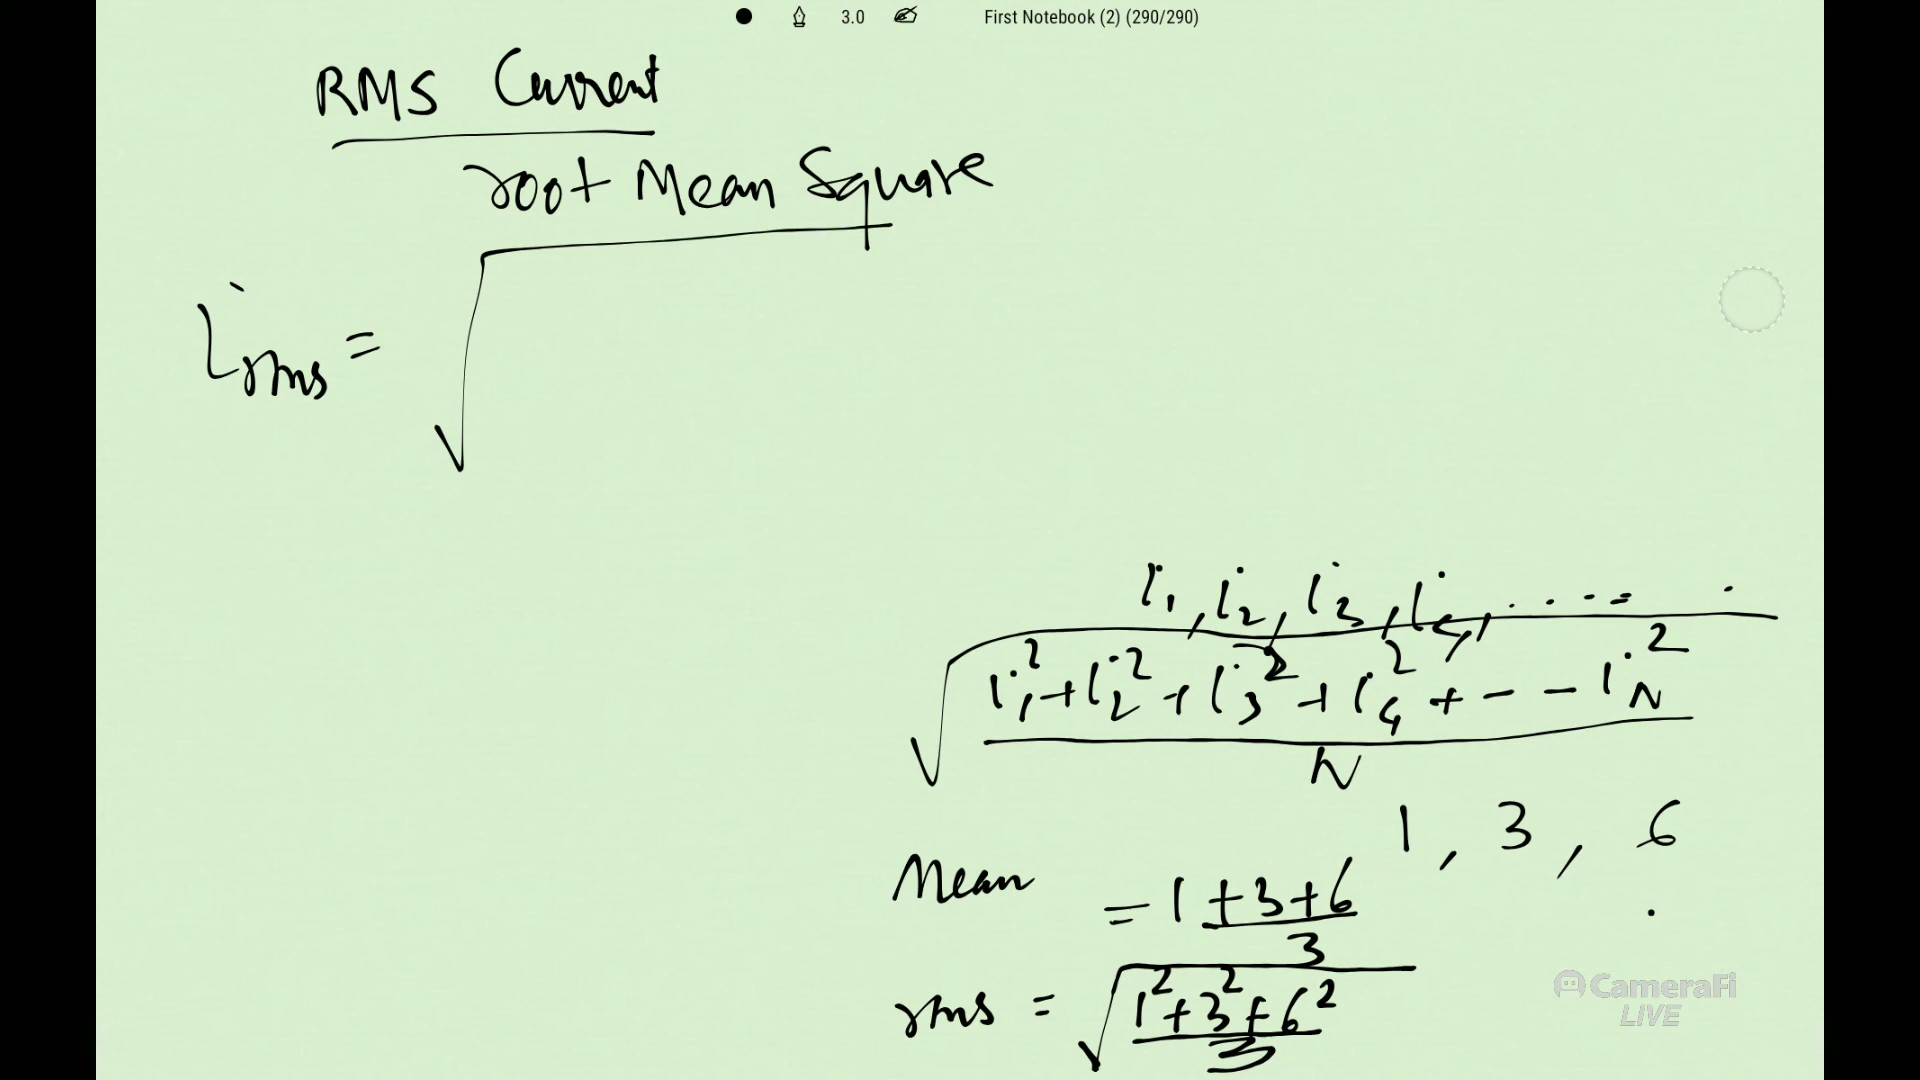 3.0 First Notebook (2) (290/290)
RMS Current
root Mean Square
i_rms = √
i₁, i₂, i₃, i₄, . . . = .
√((i₁² + i₂² + i₃² + i₄² + - - i_N²) / N)
1, 3, 6
Mean = (1 + 3 + 6) / 3
rms = √((1² + 3² + 6²) / 3)
CameraFi
LIVE